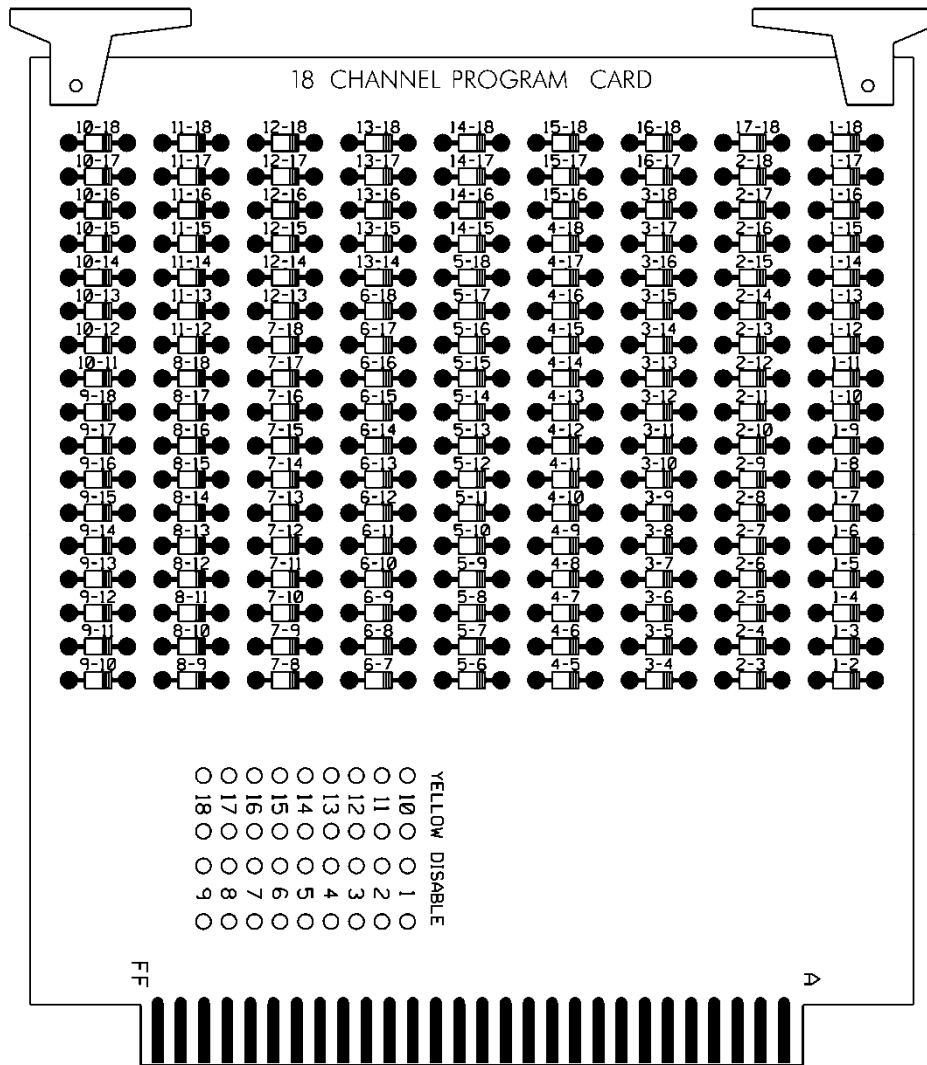 18 CHANNEL PROGRAM CARD
10-18 11-18 12-18 13-18 14-18 15-18 16-18 17-18 1-18
10-17 11-17 12-17 13-17 14-17 15-17 16-17 2-18 1-17
10-16 11-16 12-16 13-16 14-16 15-16 3-18 2-17 1-16
10-15 11-15 12-15 13-15 14-15 4-18 3-17 2-16 1-15
10-14 11-14 12-14 13-14 5-18 4-17 3-16 2-15 1-14
10-13 11-13 12-13 6-18 5-17 4-16 3-15 2-14 1-13
10-12 11-12 7-18 6-17 5-16 4-15 3-14 2-13 1-12
10-11 8-18 7-17 6-16 5-15 4-14 3-13 2-12 1-11
9-18 8-17 7-16 6-15 5-14 4-13 3-12 2-11 1-10
9-17 8-16 7-15 6-14 5-13 4-12 3-11 2-10 1-9
9-16 8-15 7-14 6-13 5-12 4-11 3-10 2-9 1-8
9-15 8-14 7-13 6-12 5-11 4-10 3-9 2-8 1-7
9-14 8-13 7-12 6-11 5-10 4-9 3-8 2-7 1-6
9-13 8-12 7-11 6-10 5-9 4-8 3-7 2-6 1-5
9-12 8-11 7-10 6-9 5-8 4-7 3-6 2-5 1-4
9-11 8-10 7-9 6-8 5-7 4-6 3-5 2-4 1-3
9-10 8-9 7-8 6-7 5-6 4-5 3-4 2-3 1-2
YELLOW DISABLE
10 1
11 2
12 3
13 4
14 5
15 6
16 7
17 8
18 9
FF
A